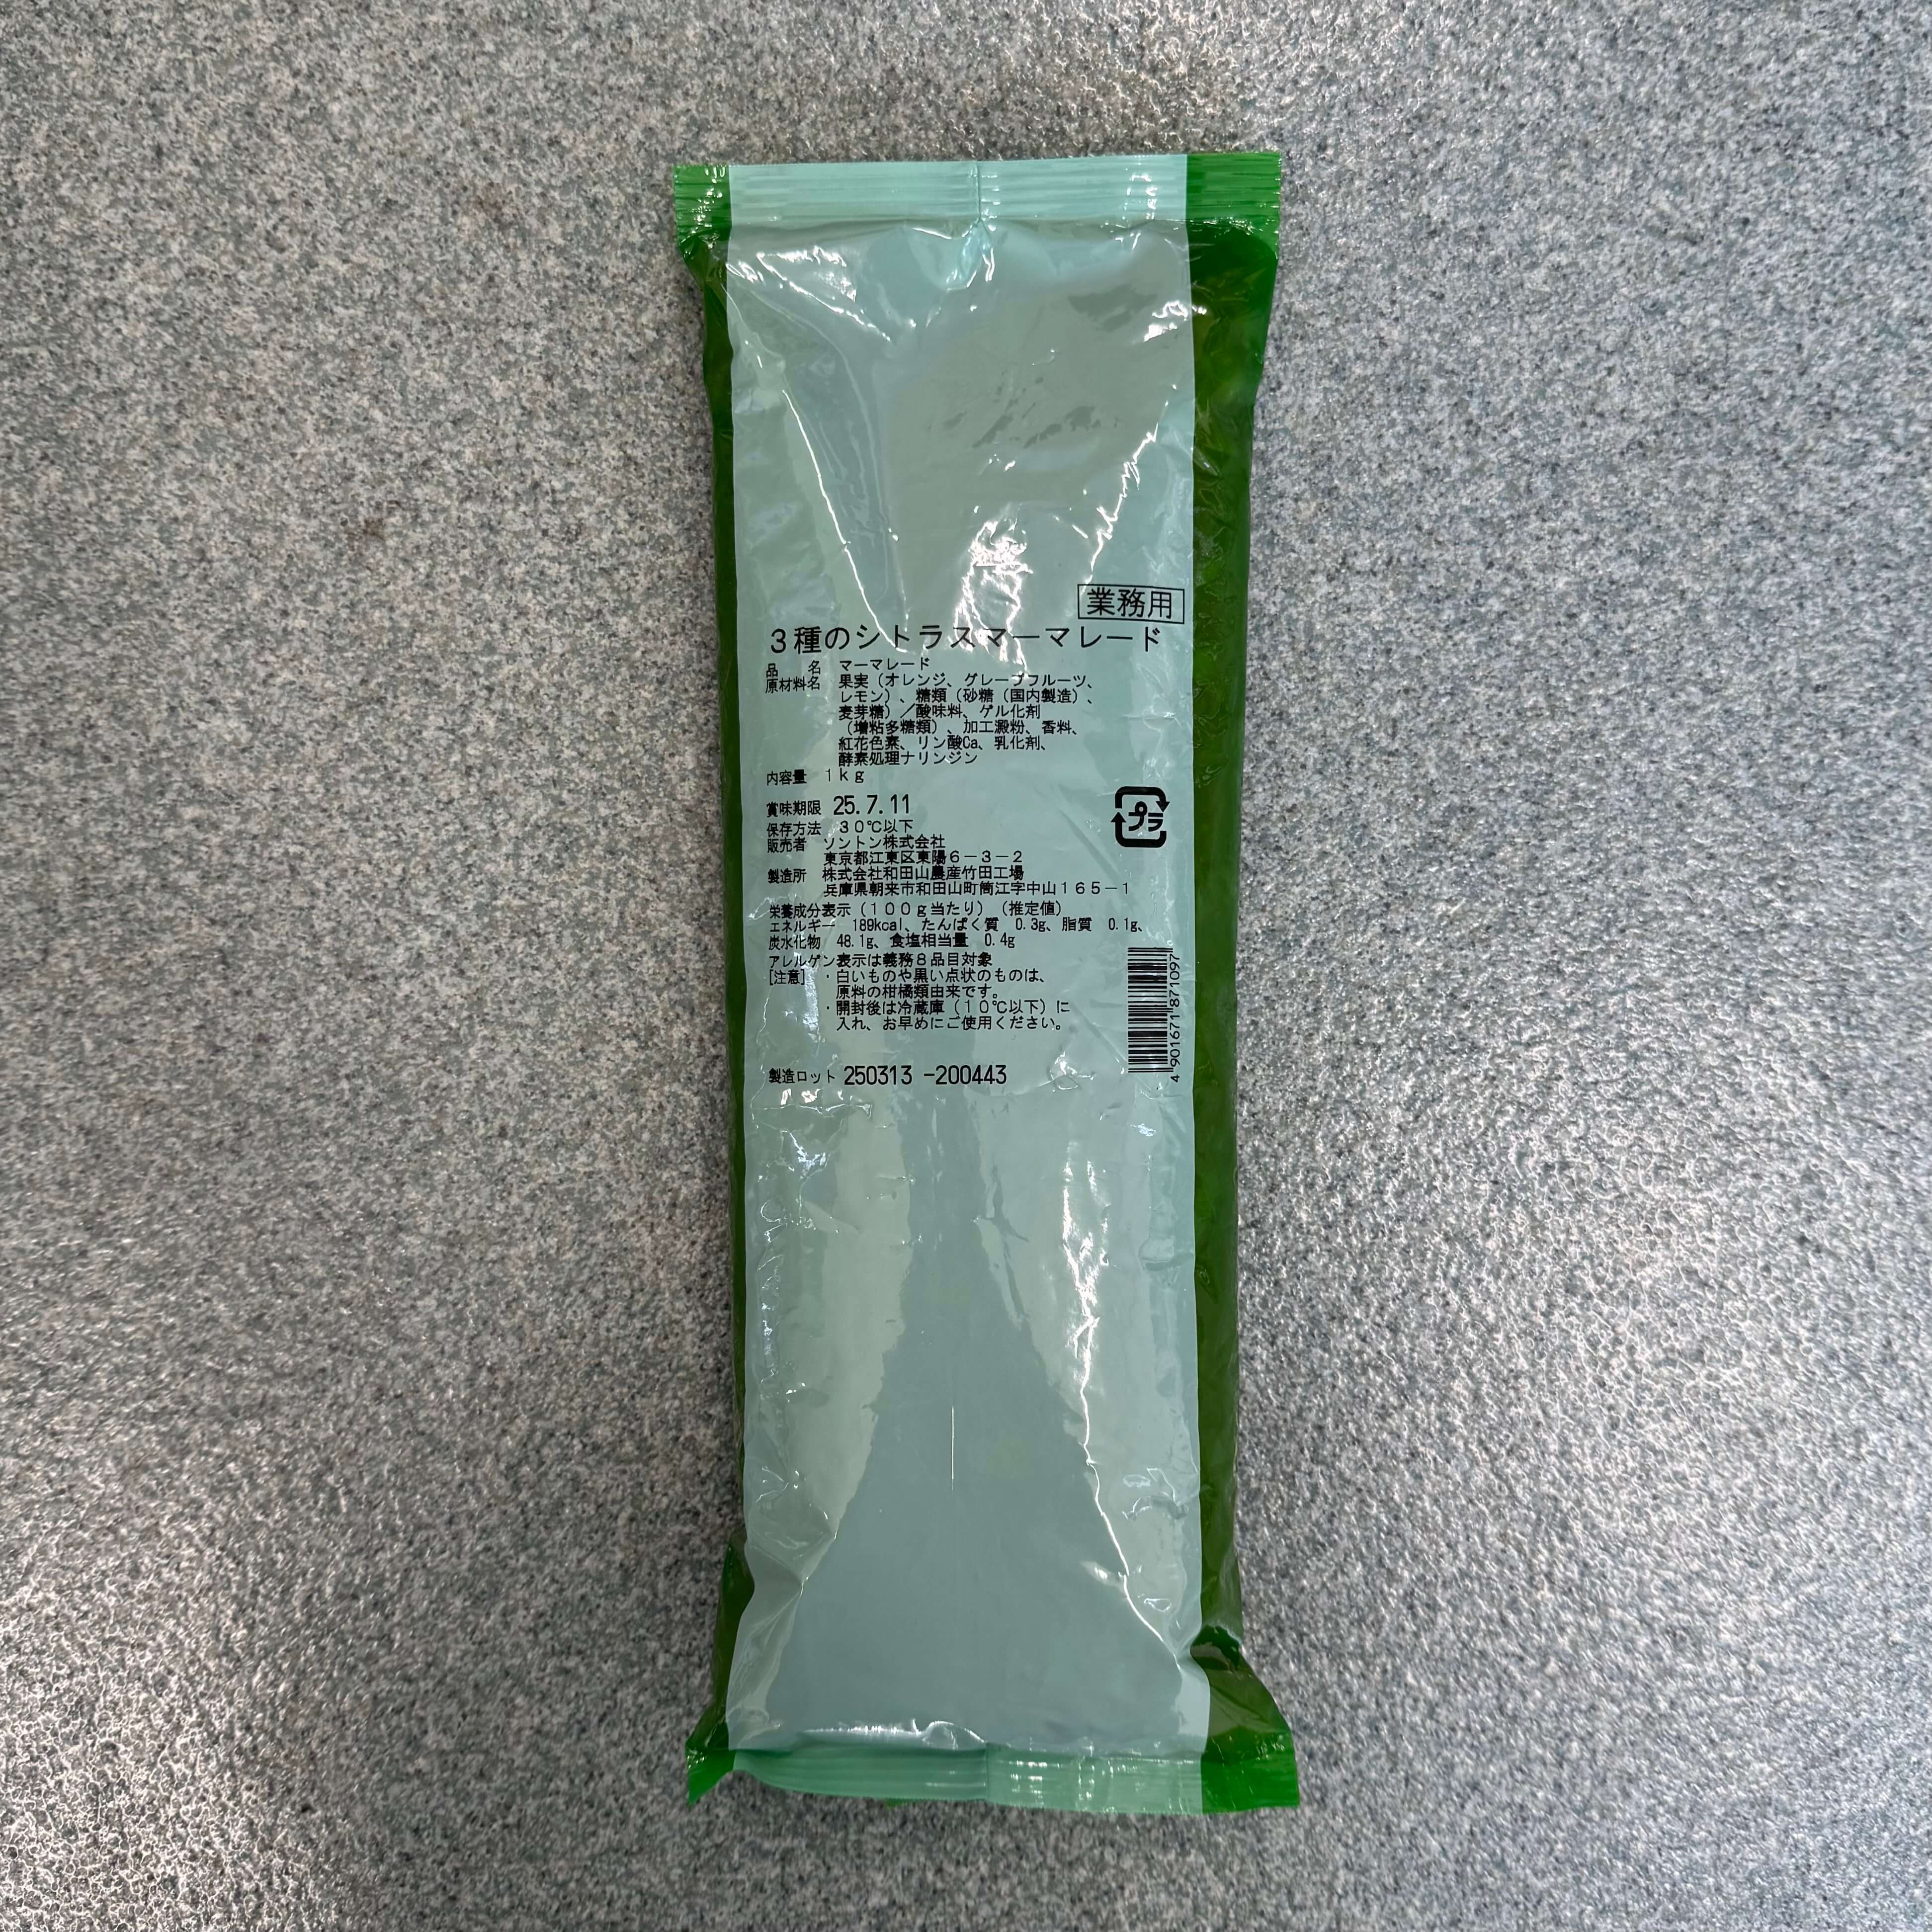 業務用
3種のシトラスマーマレード
品　名　マーマレード
原材料名　果実（オレンジ、グレープフルーツ、
レモン）、糖類（砂糖（国内製造）、
麦芽糖）／酸味料、ゲル化剤
（増粘多糖類）、加工澱粉、香料、
紅花色素、リン酸Ca、乳化剤、
酵素処理ナリンジン
内容量　1kg
賞味期限 25.7.11
保存方法　30℃以下
販売者　ソントン株式会社
東京都江東区東陽6－3－2
製造所　株式会社和田山農産竹田工場
兵庫県朝来市和田山町筒江字中山165－1
栄養成分表示（100g当たり）（推定値）
エネルギー　189kcal、たんぱく質　0.3g、脂質　0.1g、
炭水化物　48.1g、食塩相当量　0.4g
アレルゲン表示は義務8品目対象
[注意]　・白いものや黒い点状のものは、
原料の柑橘類由来です。
・開封後は冷蔵庫（10℃以下）に
入れ、お早めにご使用ください。
製造ロット 250313 -200443
プラ
4 901671 871097